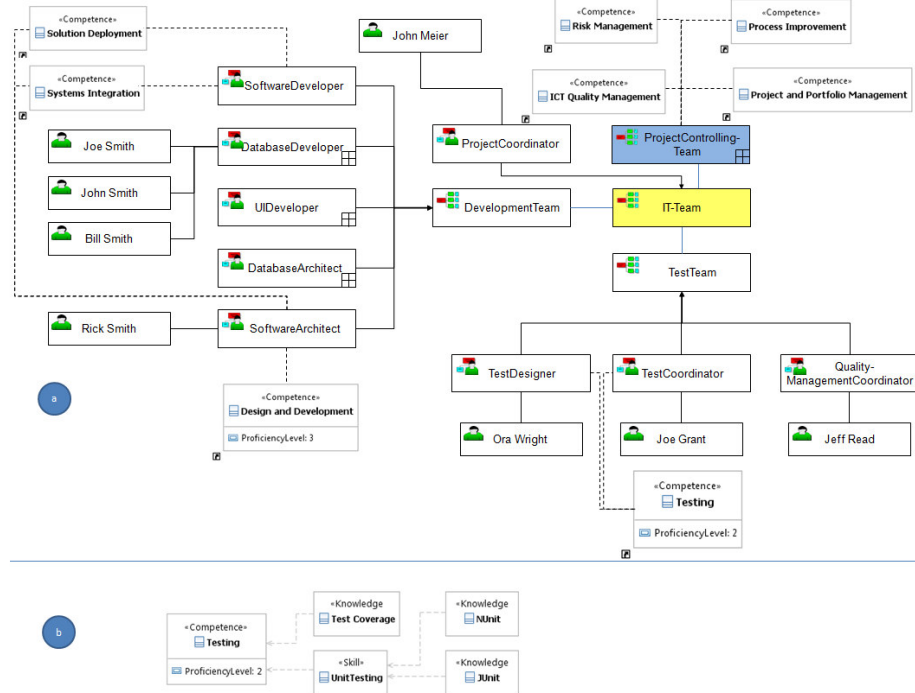 «Competence»
Solution Deployment
«Competence»
Systems Integration
John Meier
«Competence»
Risk Management
«Competence»
Process Improvement
«Competence»
ICT Quality Management
«Competence»
Project and Portfolio Management
SoftwareDeveloper
Joe Smith
John Smith
Bill Smith
DatabaseDeveloper
UIDeveloper
DatabaseArchitect
Rick Smith
SoftwareArchitect
ProjectCoordinator
ProjectControlling-
Team
DevelopmentTeam
IT-Team
TestTeam
a
«Competence»
Design and Development
ProficiencyLevel: 3
TestDesigner
TestCoordinator
Quality-
ManagementCoordinator
Ora Wright
Joe Grant
Jeff Read
«Competence»
Testing
ProficiencyLevel: 2
b
«Competence»
Testing
ProficiencyLevel: 2
«Knowledge
Test Coverage
«Skill»
UnitTesting
«Knowledge
NUnit
«Knowledge
JUnit